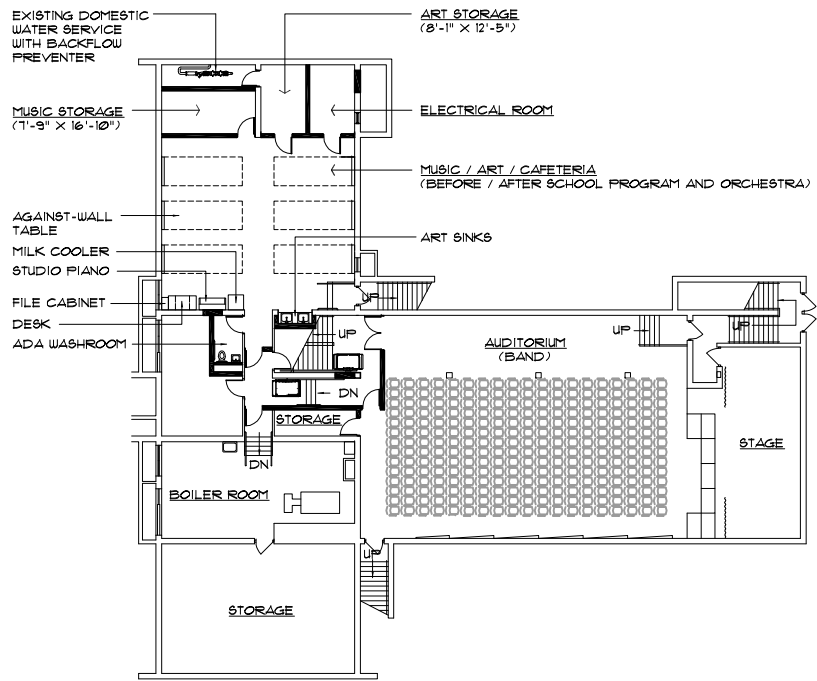 EXISTING DOMESTIC
WATER SERVICE
WITH BACKFLOW
PREVENTER
ART STORAGE
(8'-1" X 12'-5")
MUSIC STORAGE
(7'-9" X 16'-10")
ELECTRICAL ROOM
MUSIC / ART / CAFETERIA
(BEFORE / AFTER SCHOOL PROGRAM AND ORCHESTRA)
AGAINST-WALL
TABLE
ART SINKS
MILK COOLER
STUDIO PIANO
FILE CABINET
DESK
ADA WASHROOM
UP
UP
UP
UP
AUDITORIUM
(BAND)
DN
STORAGE
STAGE
DN
BOILER ROOM
UP
STORAGE